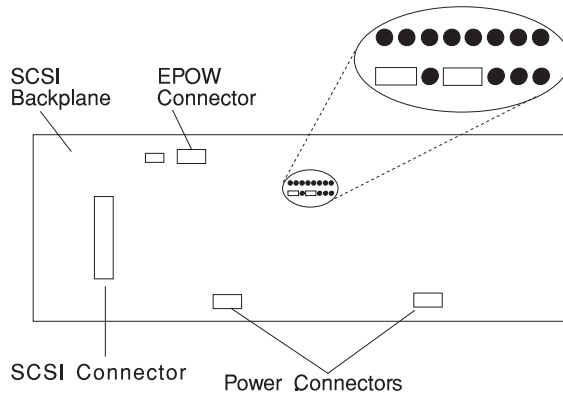 SCSI
Backplane
EPOW
Connector
SCSI Connector
Power Connectors